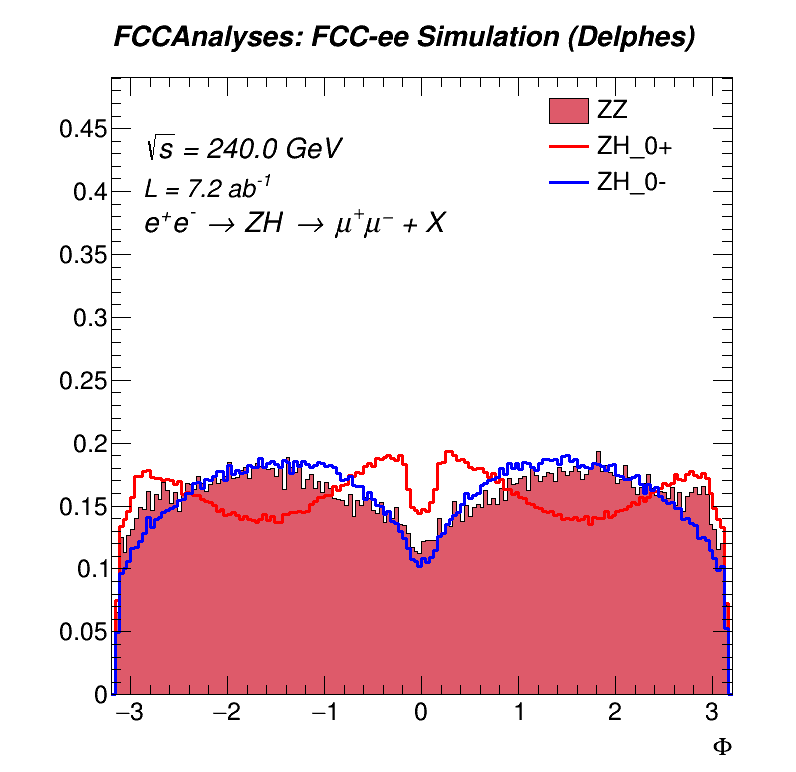 FCCAnalyses: FCC-ee Simulation (Delphes)
√s = 240.0 GeV
L = 7.2 ab⁻¹
e⁺e⁻ → ZH → μ⁺μ⁻ + X
ZZ
ZH_0+
ZH_0-
0.45
0.4
0.35
0.3
0.25
0.2
0.15
0.1
0.05
0
−3 −2 −1 0 1 2 3
Φ